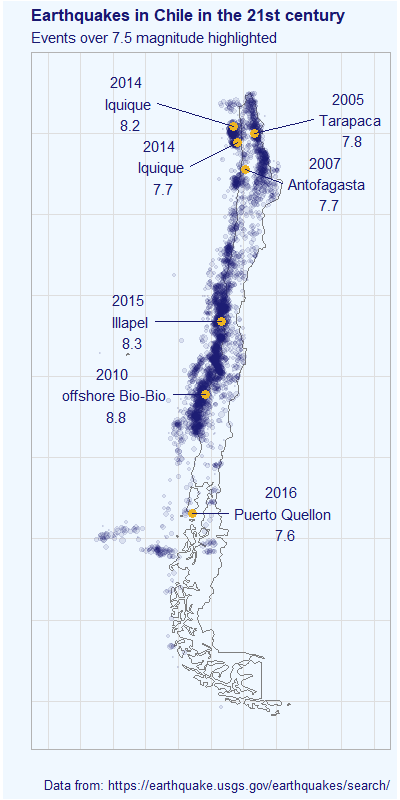 Earthquakes in Chile in the 21st century
Events over 7.5 magnitude highlighted
2014
Iquique
8.2
2005
Tarapaca
7.8
2014
Iquique
7.7
2007
Antofagasta
7.7
2015
Illapel
8.3
2010
offshore Bio-Bio
8.8
2016
Puerto Quellon
7.6
Data from: https://earthquake.usgs.gov/earthquakes/search/